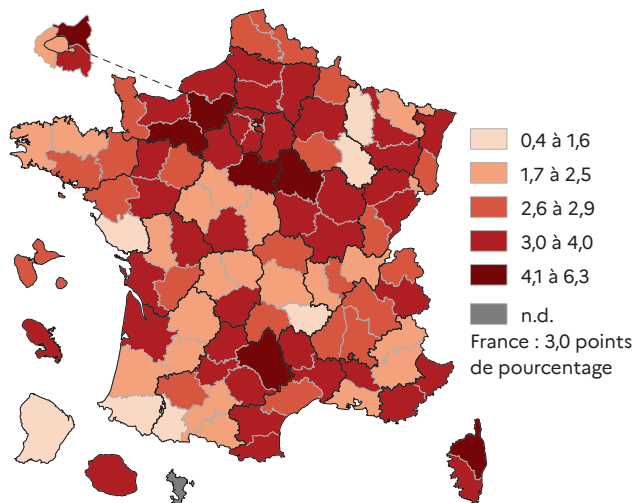 0,4 à 1,6
1,7 à 2,5
2,6 à 2,9
3,0 à 4,0
4,1 à 6,3
n.d.
France : 3,0 points
de pourcentage